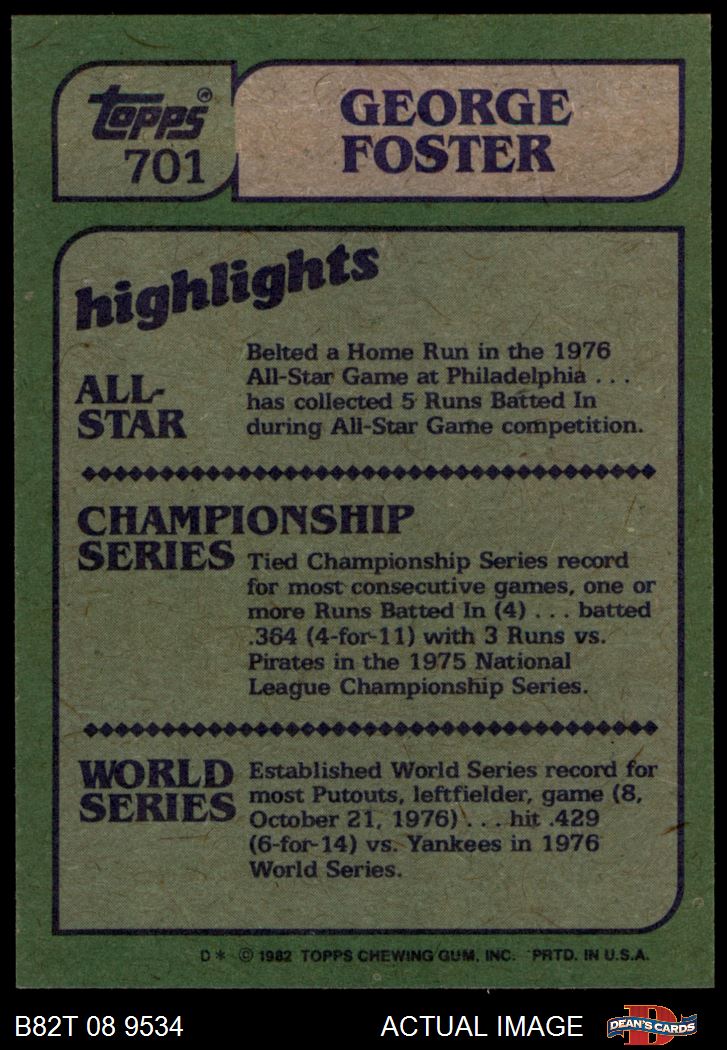 topps®
701
GEORGE
FOSTER
highlights
ALL-
STAR
Belted a Home Run in the 1976
All-Star Game at Philadelphia . . .
has collected 5 Runs Batted In
during All-Star Game competition.
CHAMPIONSHIP
SERIES
Tied Championship Series record
for most consecutive games, one or
more Runs Batted In (4) . . . batted
.364 (4-for-11) with 3 Runs vs.
Pirates in the 1975 National
League Championship Series.
WORLD
SERIES
Established World Series record for
most Putouts, leftfielder, game (8,
October 21, 1976) . . . hit .429
(6-for-14) vs. Yankees in 1976
World Series.
D* © 1982 TOPPS CHEWING GUM, INC. PRTD. IN U.S.A.
B82T 08 9534
ACTUAL IMAGE
D
DEAN'S CARDS